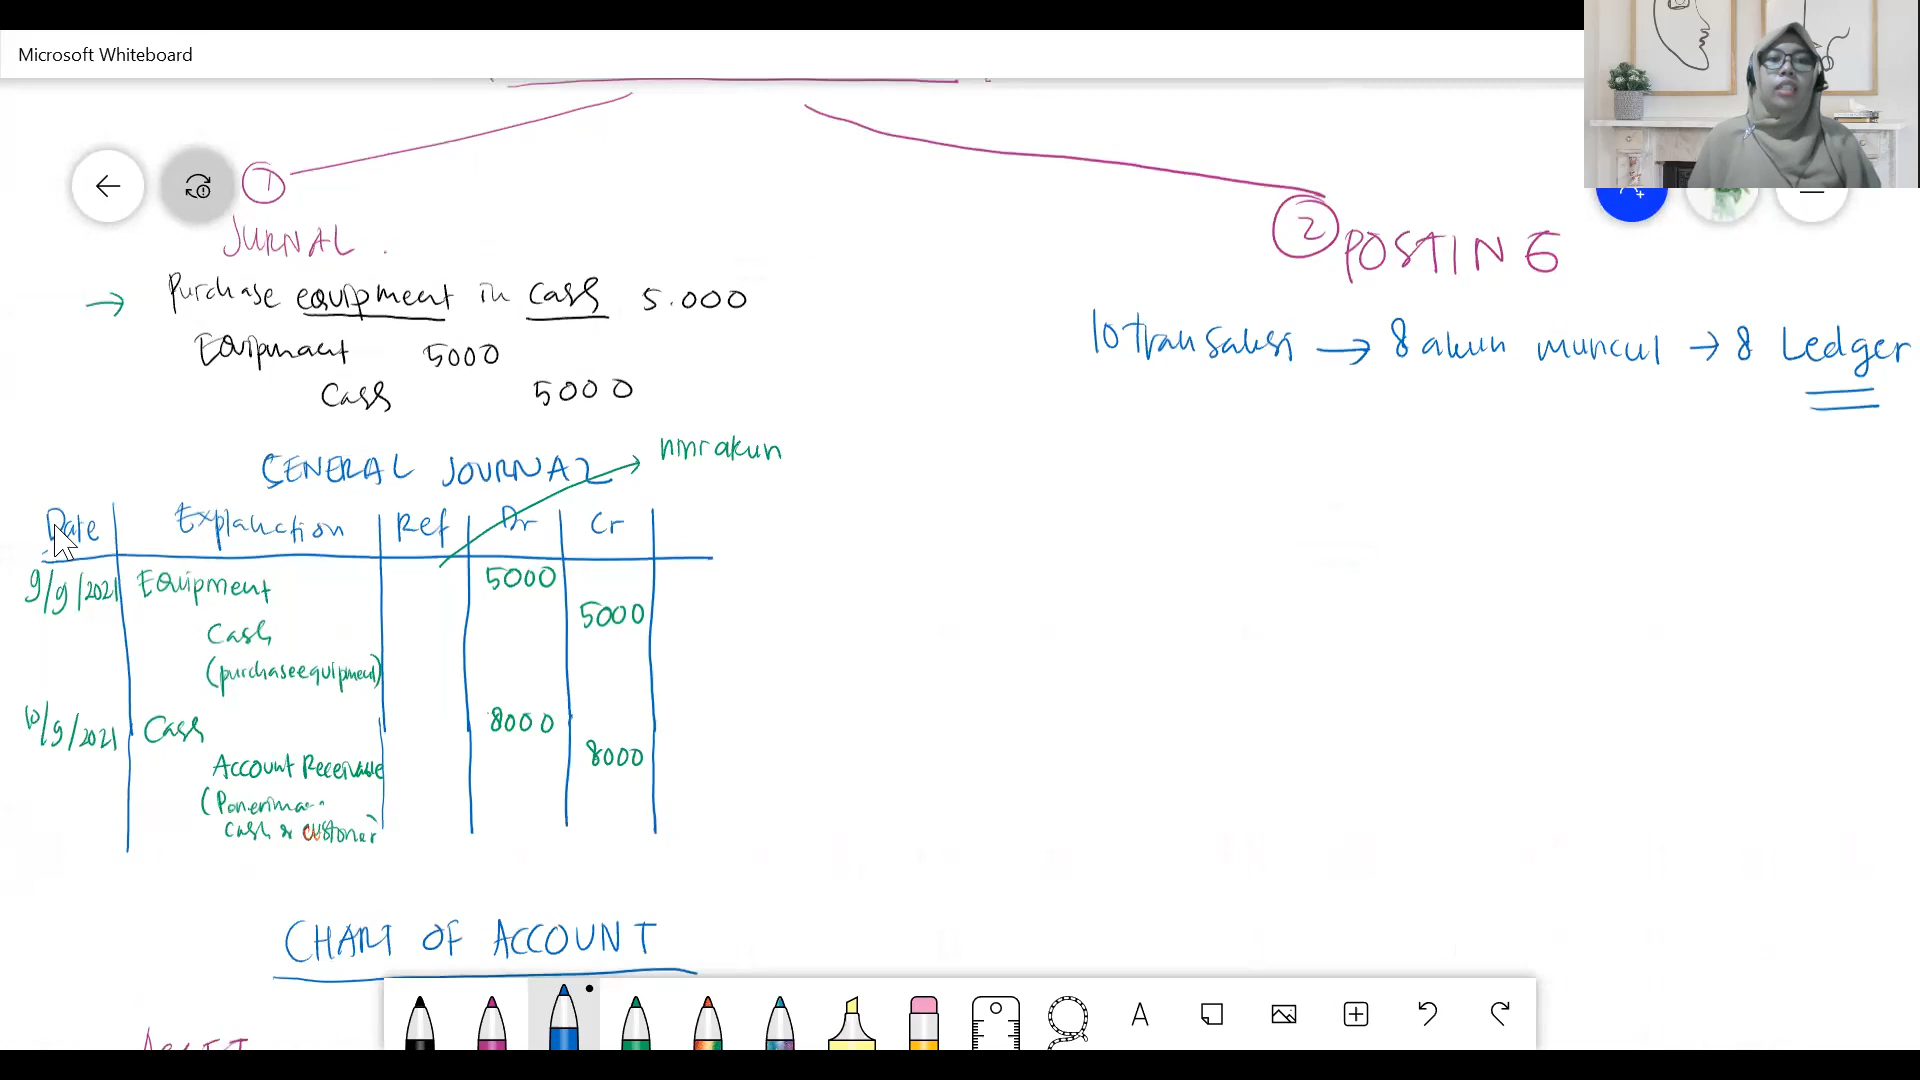 Microsoft Whiteboard
1
JURNAL
→ Purchase equipment in cash 5.000
Equipment 5000
Cash 5000
GENERAL JOURNAL
nmr akun
Date Explanation Ref Dr Cr
9/9/2021 Equipment 5000
Cash 5000
(purchase equipment)
10/9/2021 Cash 8000
Account Receivable 8000
(Penerimaan
cash customer)
CHART OF ACCOUNT
2 POSTING
10 transaksi → 8 akun muncul → 8 Ledger